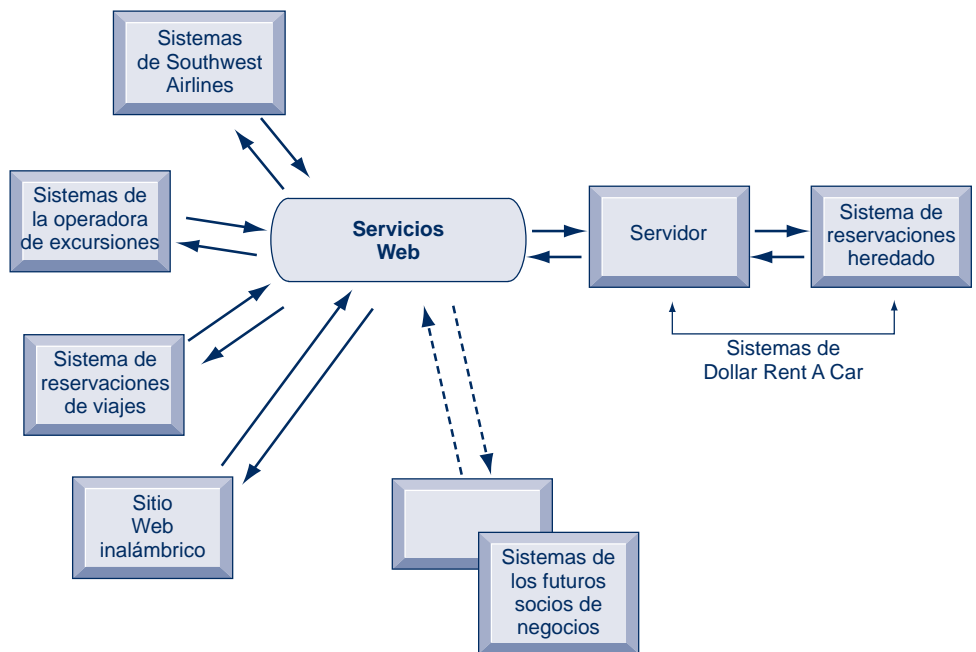 Sistemas
de Southwest
Airlines
Sistemas de
la operadora
de excursiones
Servicios
Web
Servidor
Sistema de
reservaciones
heredado
Sistemas de
Dollar Rent A Car
Sistema de
reservaciones
de viajes
Sitio
Web
inalámbrico
Sistemas de
los futuros
socios de
negocios